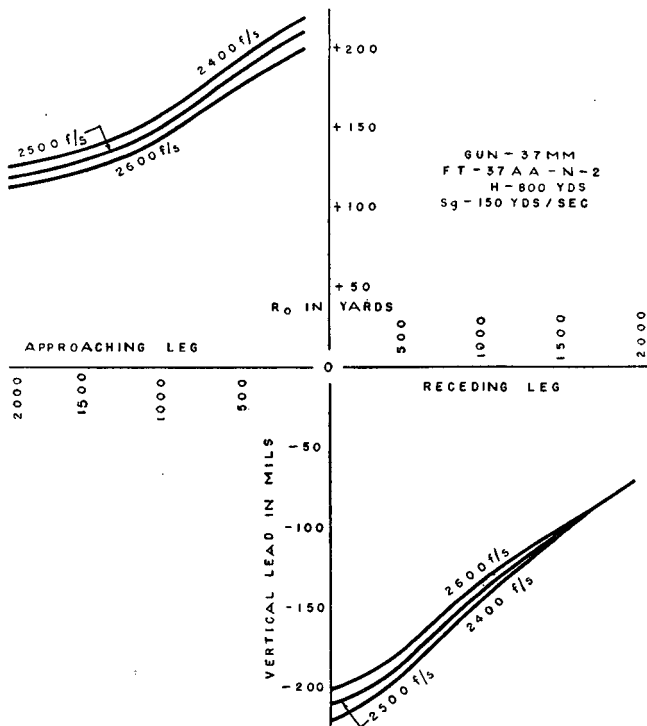 +200
2400 f/s
2500 f/s
2600 f/s
+150
GUN - 37MM
FT - 37 AA - N - 2
H - 800 YDS
Sg - 150 YDS / SEC
+100
+50
R₀ IN YARDS
APPROACHING LEG
2000
1500
1000
500
0
500
1000
1500
2000
RECEDING LEG
VERTICAL LEAD IN MILS
-50
-100
-150
-200
2600 f/s
2400 f/s
2500 f/s